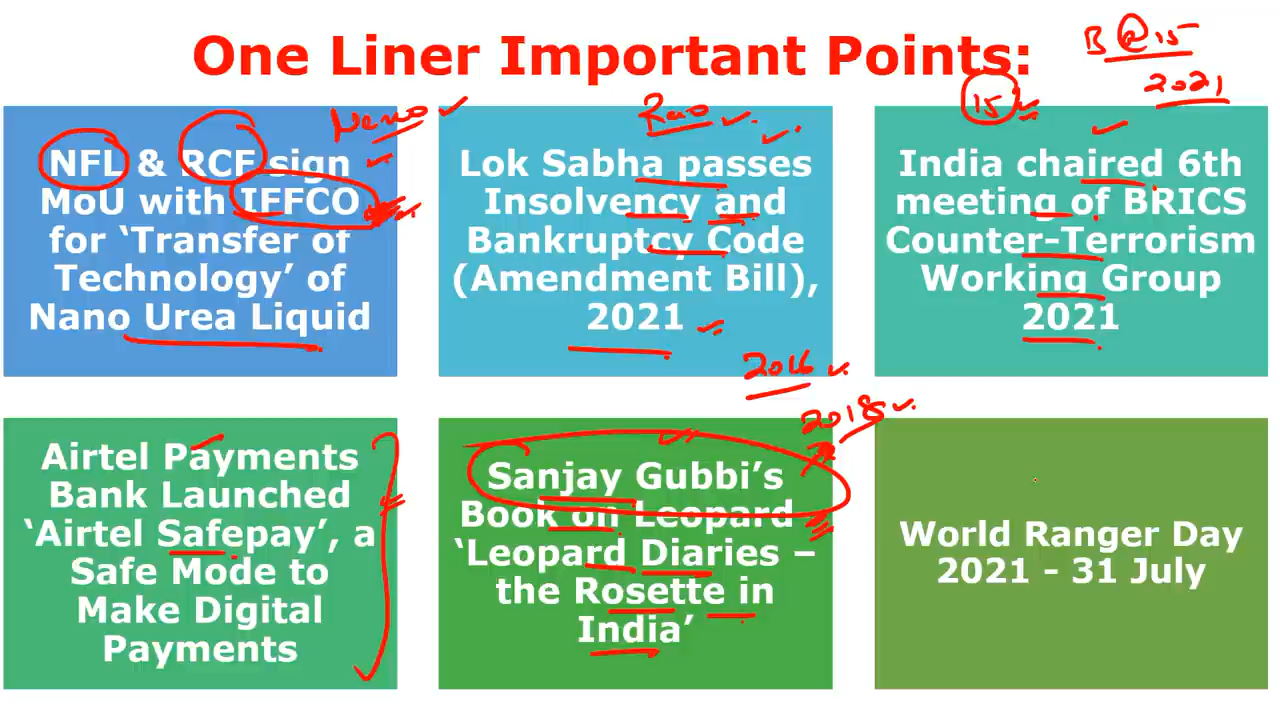 One Liner Important Points:
B @ 15
2021
15
Nano
Rao
NFL & RCF sign
MoU with IFFCO
for ‘Transfer of
Technology’ of
Nano Urea Liquid
Lok Sabha passes
Insolvency and
Bankruptcy Code
(Amendment Bill),
2021
2016
India chaired 6th
meeting of BRICS
Counter-Terrorism
Working Group
2021
Airtel Payments
Bank Launched
‘Airtel Safepay’, a
Safe Mode to
Make Digital
Payments
2018
Sanjay Gubbi’s
Book on Leopard -
‘Leopard Diaries –
the Rosette in
India’
World Ranger Day
2021 - 31 July